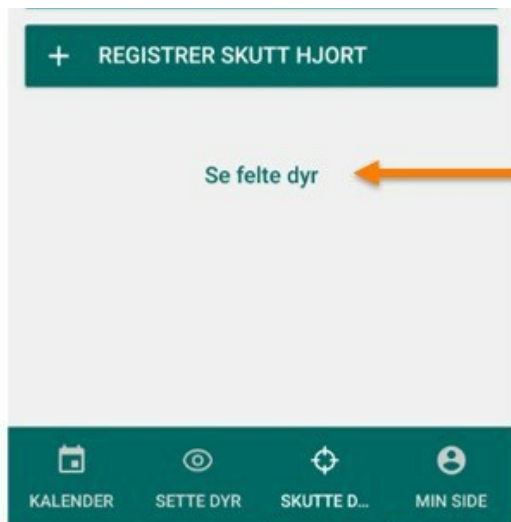 + REGISTRER SKUTT HJORT
Se felte dyr
KALENDER SETTE DYR SKUTTE D... MIN SIDE